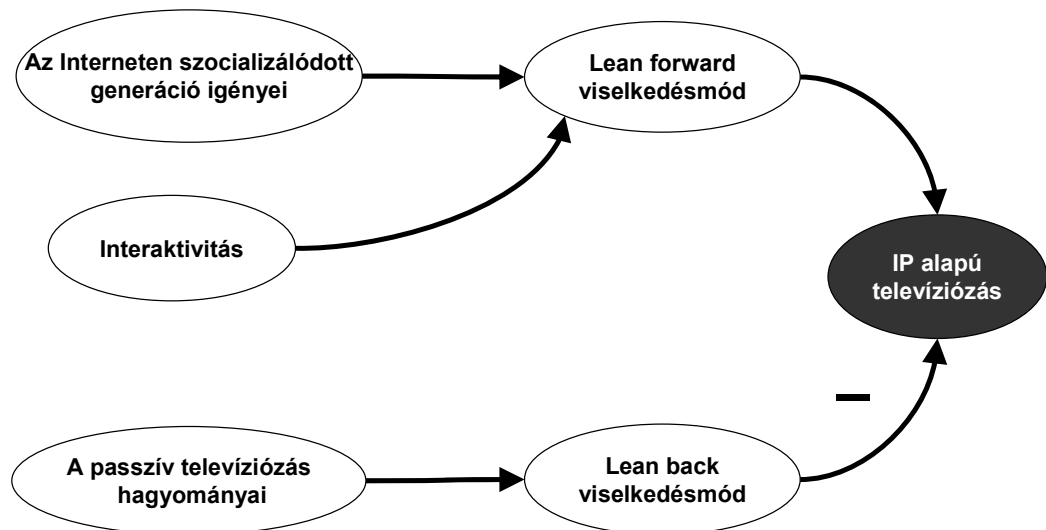 Az Interneten szocializálódott
generáció igényei
Lean forward
viselkedésmód
Interaktivitás
IP alapú
televíziózás
A passzív televíziózás
hagyományai
Lean back
viselkedésmód